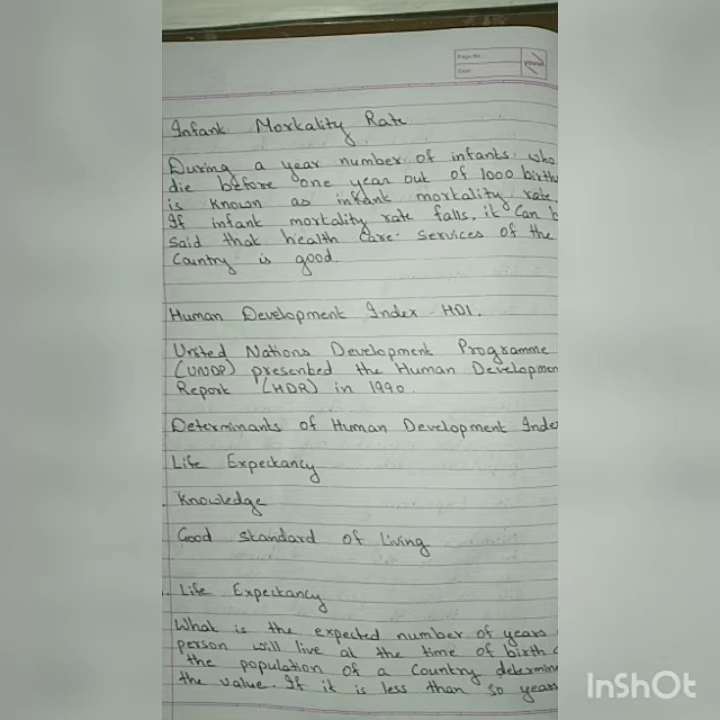 Page No.:
Date:
YOUVA
Infant Mortality Rate
During a year number of infants who
die before one year out of 1000 birth
is known as infant mortality rate.
If infant mortality rate falls, it can b
said that health care services of the
Country is good.
Human Development Index - HDI.
United Nations Development Programme
(UNDP) presented the Human Developmen
Report (HDR) in 1990.
Determinants of Human Development Inde
Life Expectancy
Knowledge
Good standard of Living
Life Expectancy
What is the expected number of years
person will live at the time of birth
the population of a Country determin
the value. If it is less than 50 years
InShOt